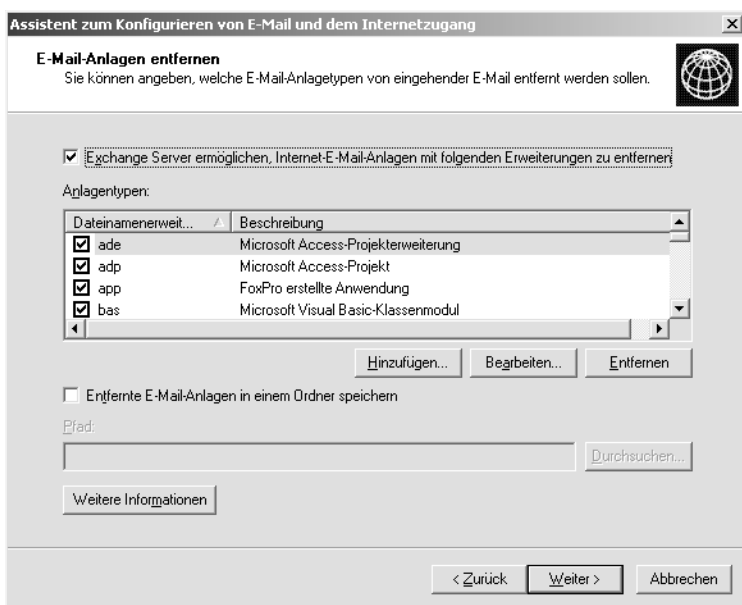 Assistent zum Konfigurieren von E-Mail und dem Internetzugang
E-Mail-Anlagen entfernen
Sie können angeben, welche E-Mail-Anlagetypen von eingehender E-Mail entfernt werden sollen.
Exchange Server ermöglichen, Internet-E-Mail-Anlagen mit folgenden Erweiterungen zu entfernen
Anlagentypen:
Dateinamenerweit... Beschreibung
ade Microsoft Access-Projekterweiterung
adp Microsoft Access-Projekt
app FoxPro erstellte Anwendung
bas Microsoft Visual Basic-Klassenmodul
Hinzufügen... Bearbeiten... Entfernen
Entfernte E-Mail-Anlagen in einem Ordner speichern
Pfad:
Durchsuchen...
Weitere Informationen
< Zurück Weiter > Abbrechen